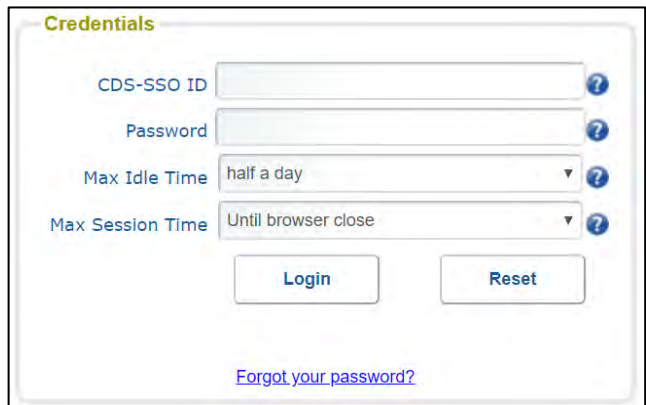 Credentials
CDS-SSO ID
Password
Max Idle Time half a day
Max Session Time Until browser close
Login Reset
Forgot your password?